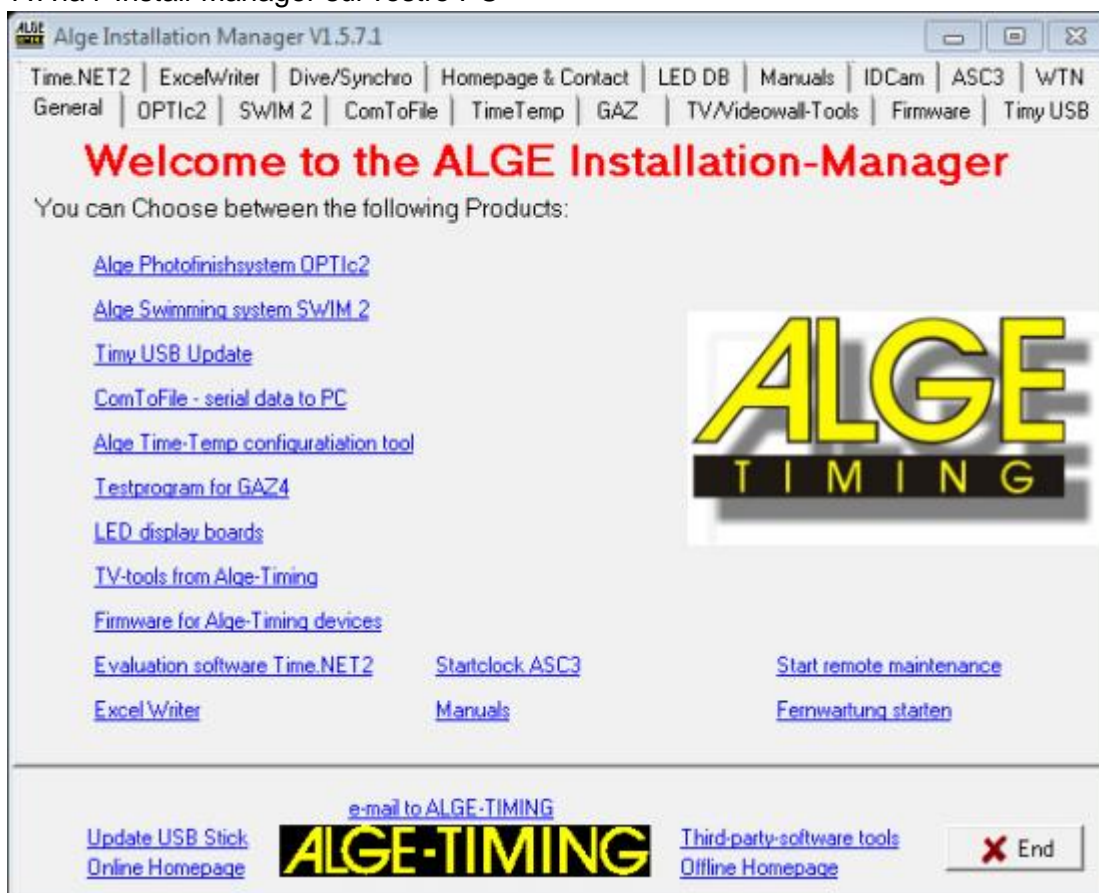 Install Manager sur votre PC
Alge Installation Manager V1.5.7.1
Time.NET2 ExcelWriter Dive/Synchro Homepage & Contact LED DB Manuals IDCam ASC3 WTN
General OPTIc2 SWIM 2 ComToFile TimeTemp GAZ TV/Videowall-Tools Firmware Timy USB
Welcome to the ALGE Installation-Manager
You can Choose between the following Products:
Alge Photofinishsystem OPTIc2
Alge Swimming system SWIM 2
Timy USB Update
ComToFile - serial data to PC
Alge Time-Temp configuratiation tool
Testprogram for GAZ4
LED display boards
TV-tools from Alge-Timing
Firmware for Alge-Timing devices
Evaluation software Time.NET2 Startclock ASC3 Start remote maintenance
Excel Writer Manuals Fernwartung starten
ALGE
TIMING
e-mail to ALGE-TIMING
Update USB Stick ALGE-TIMING Third-party-software tools
Online Homepage Offline Homepage
End